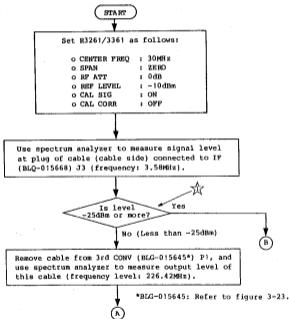 START
Set R3261/3361 as follows:
o CENTER FREQ : 30MHz
o SPAN : ZERO
o RF ATT : 0dB
o REF LEVEL : -10dBm
o CAL SIG : ON
o CAL CORR : OFF
Use spectrum analyzer to measure signal level
at plug of cable (cable side) connected to IF
(BLQ-015668) J3 (frequency: 3.58MHz).
Is level
-25dBm or more?
Yes
No (Less than -25dBm)
B
Remove cable from 3rd CONV (BLG-015645*) P1, and
use spectrum analyzer to measure output level of
this cable (frequency level: 226.42MHz).
*BLG-015645: Refer to figure 3-23.
A